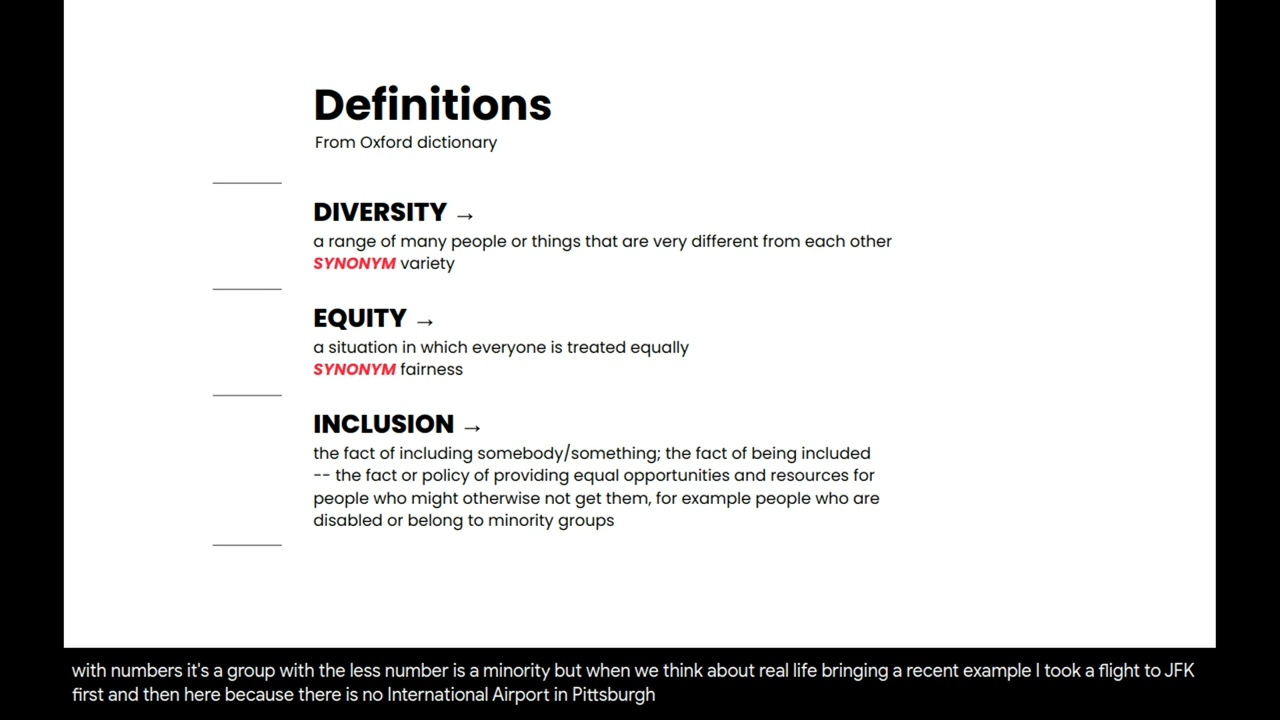 Definitions
From Oxford dictionary
DIVERSITY →
a range of many people or things that are very different from each other
SYNONYM variety
EQUITY →
a situation in which everyone is treated equally
SYNONYM fairness
INCLUSION →
the fact of including somebody/something; the fact of being included
-- the fact or policy of providing equal opportunities and resources for
people who might otherwise not get them, for example people who are
disabled or belong to minority groups
with numbers it's a group with the less number is a minority but when we think about real life bringing a recent example I took a flight to JFK
first and then here because there is no International Airport in Pittsburgh